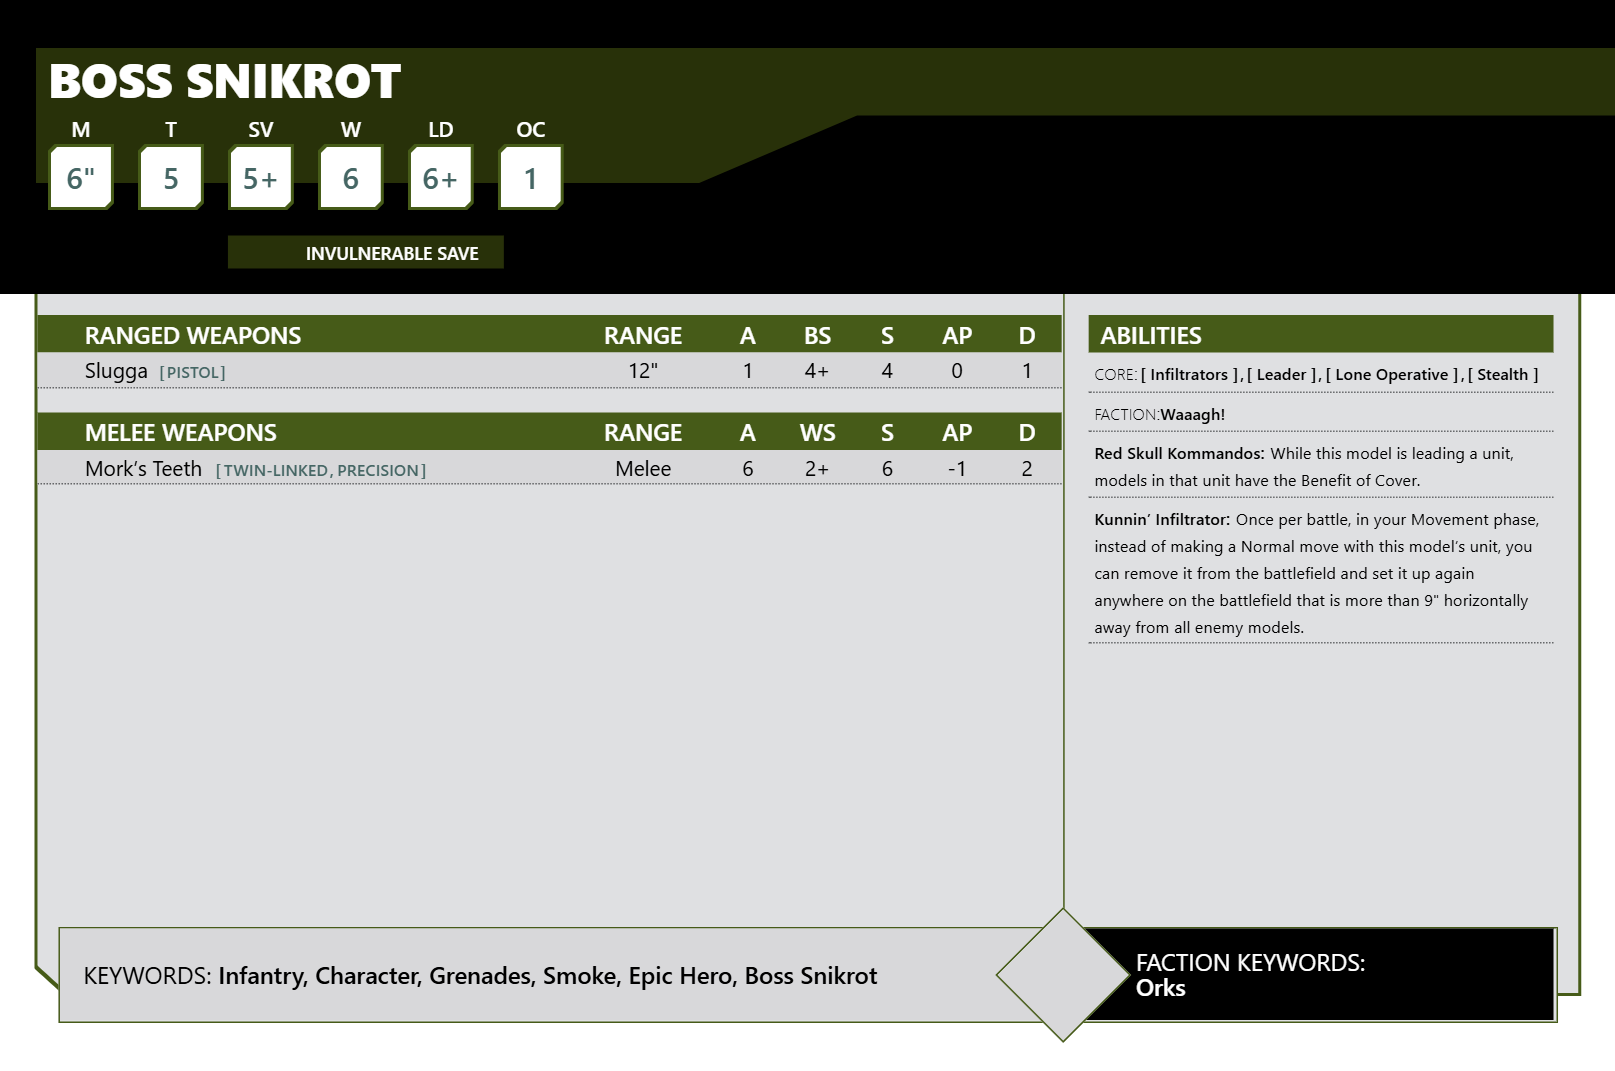 BOSS SNIKROT
M T SV W LD OC
6" 5 5+ 6 6+ 1
INVULNERABLE SAVE
RANGED WEAPONS RANGE A BS S AP D
Slugga [PISTOL] 12" 1 4+ 4 0 1
MELEE WEAPONS RANGE A WS S AP D
Mork’s Teeth [TWIN-LINKED, PRECISION] Melee 6 2+ 6 -1 2
ABILITIES
CORE: [ Infiltrators ], [ Leader ], [ Lone Operative ], [ Stealth ]
FACTION:Waaagh!
Red Skull Kommandos: While this model is leading a unit,
models in that unit have the Benefit of Cover.
Kunnin’ Infiltrator: Once per battle, in your Movement phase,
instead of making a Normal move with this model’s unit, you
can remove it from the battlefield and set it up again
anywhere on the battlefield that is more than 9" horizontally
away from all enemy models.
KEYWORDS: Infantry, Character, Grenades, Smoke, Epic Hero, Boss Snikrot
FACTION KEYWORDS:
Orks